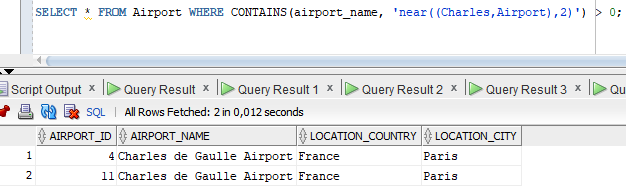 SELECT * FROM Airport WHERE CONTAINS(airport_name, 'near((Charles,Airport),2)') > 0;
Script Output x Query Result x Query Result 1 x Query Result 2 x Query Result 3 x Qu
SQL | All Rows Fetched: 2 in 0,012 seconds
AIRPORT_ID AIRPORT_NAME LOCATION_COUNTRY LOCATION_CITY
1 4 Charles de Gaulle Airport France Paris
2 11 Charles de Gaulle Airport France Paris